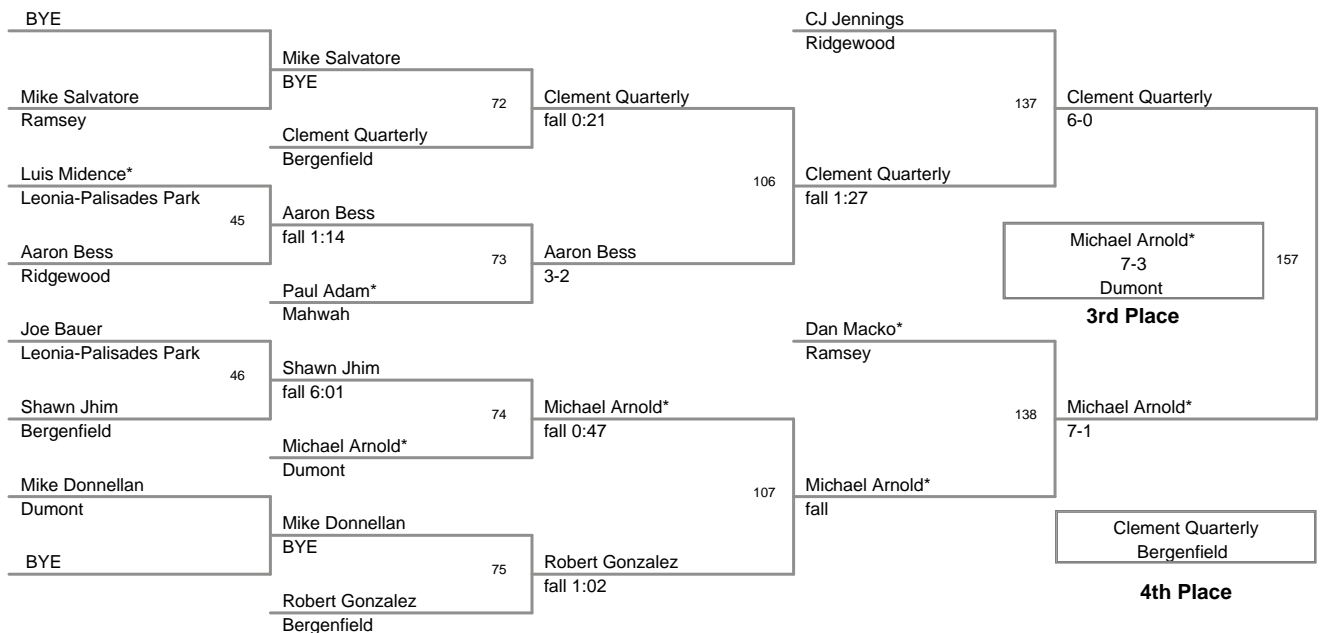 BYE
CJ Jennings
Ridgewood
Mike Salvatore
BYE
Mike Salvatore
Ramsey
72
Clement Quarterly
fall 0:21
137
Clement Quarterly
6-0
Clement Quarterly
Bergenfield
Luis Midence*
Leonia-Palisades Park
106
Clement Quarterly
fall 1:27
45
Aaron Bess
fall 1:14
Aaron Bess
Ridgewood
73
Aaron Bess
3-2
Michael Arnold*
7-3
Dumont
157
3rd Place
Paul Adam*
Mahwah
Joe Bauer
Leonia-Palisades Park
Dan Macko*
Ramsey
46
Shawn Jhim
fall 6:01
Shawn Jhim
Bergenfield
74
Michael Arnold*
fall 0:47
138
Michael Arnold*
7-1
Michael Arnold*
Dumont
Mike Donnellan
Dumont
107
Michael Arnold*
fall
Mike Donnellan
BYE
Clement Quarterly
Bergenfield
4th Place
BYE
75
Robert Gonzalez
fall 1:02
Robert Gonzalez
Bergenfield